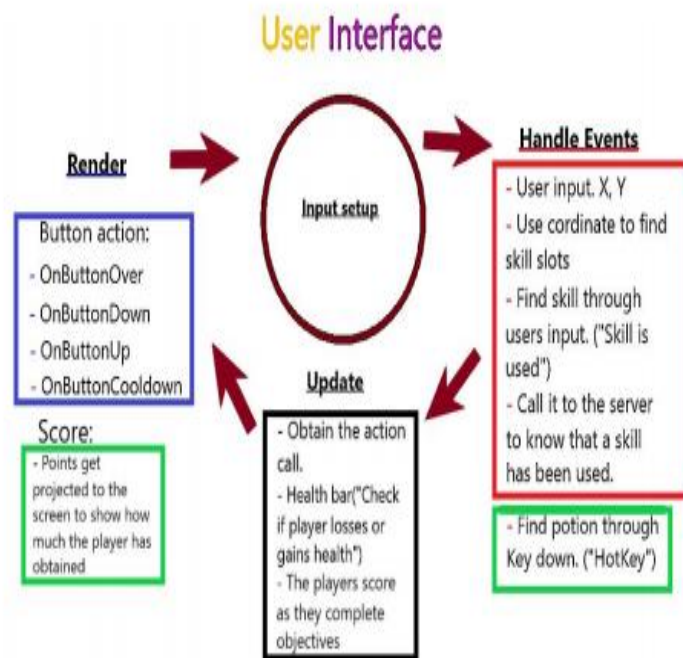 User Interface
Render
Button action:
- OnButtonOver
- OnButtonDown
- OnButtonUp
- OnButtonCooldown
Score:
- Points get
projected to the
screen to show how
much the player has
obtained
Input setup
Update
- Obtain the action
call.
- Health bar("Check
if player losses or
gains health")
- The players score
as they complete
objectives
Handle Events
- User input. X, Y
- Use cordinate to find
skill slots
- Find skill through
users input. ("Skill is
used")
- Call it to the server
to know that a skill
has been used.
- Find potion through
Key down. ("HotKey")